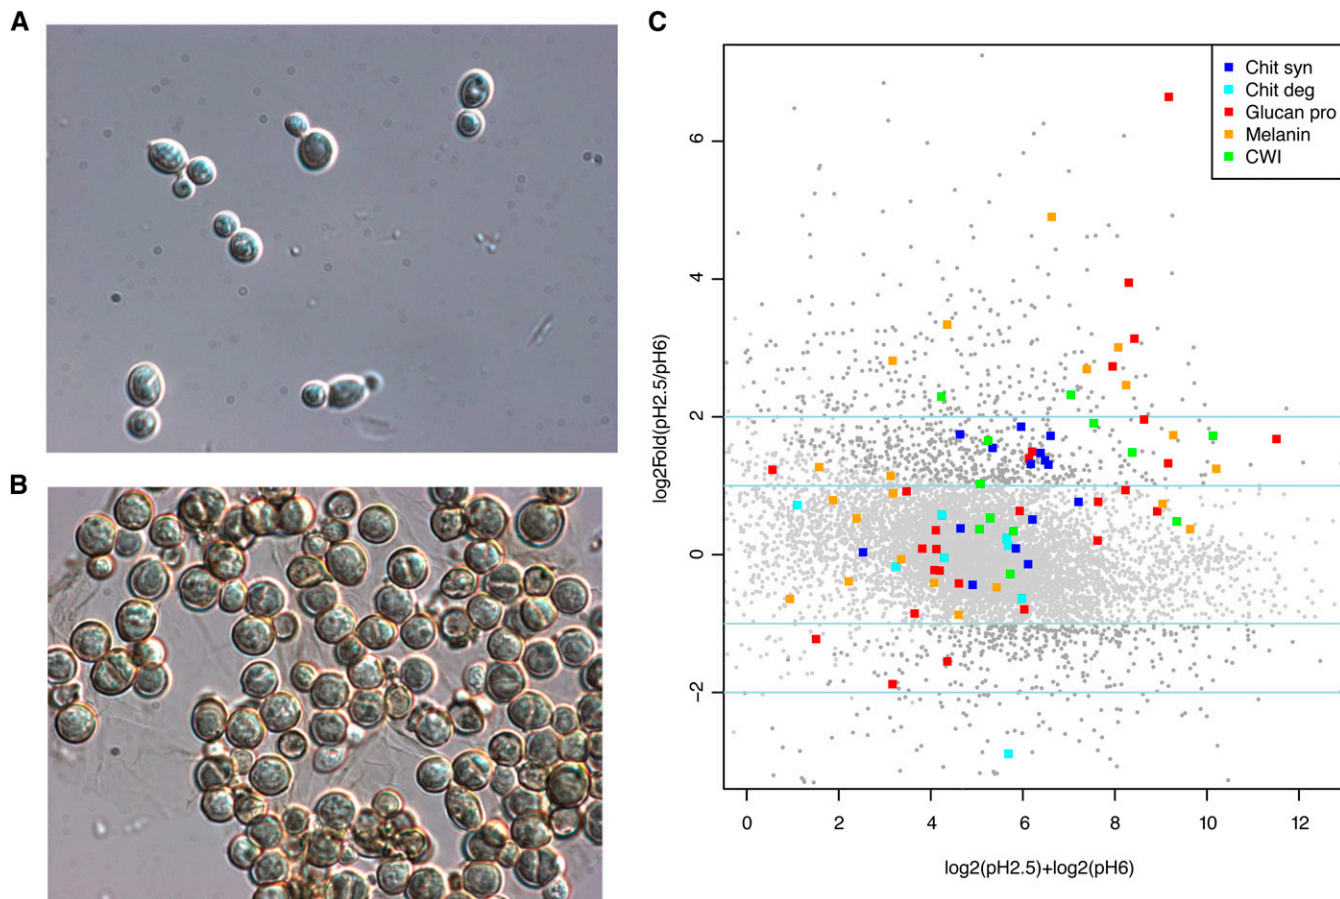 A
B
C
log2Fold(pH2.5/pH6)
6
4
2
0
−2
Chit syn
Chit deg
Glucan pro
Melanin
CWI
0 2 4 6 8 10 12
log2(pH2.5)+log2(pH6)